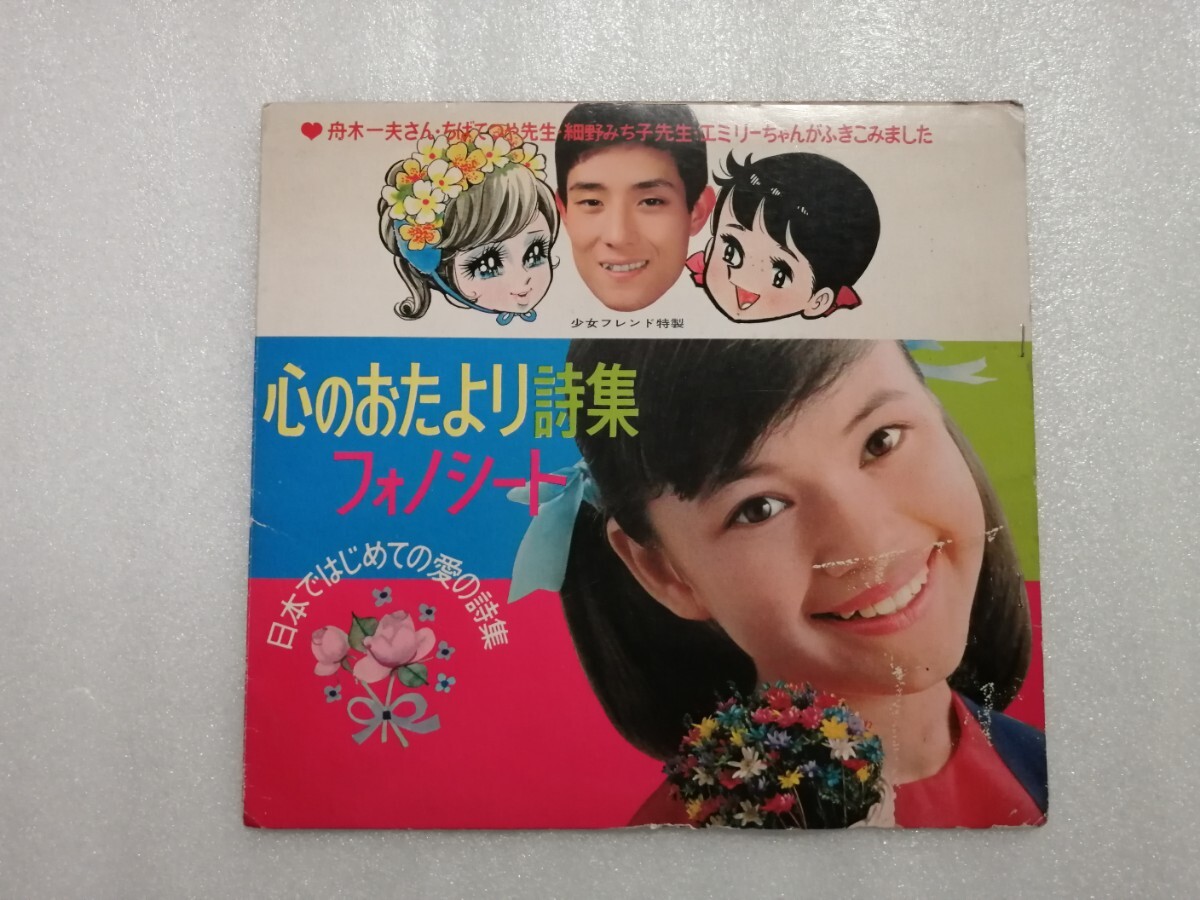 ♥舟木一夫さん・ちばてつや先生・細野みち子先生・エミリーちゃんがふきこみました
少女フレンド特製
心のおたより詩集
フォノシート
日本ではじめての愛の詩集